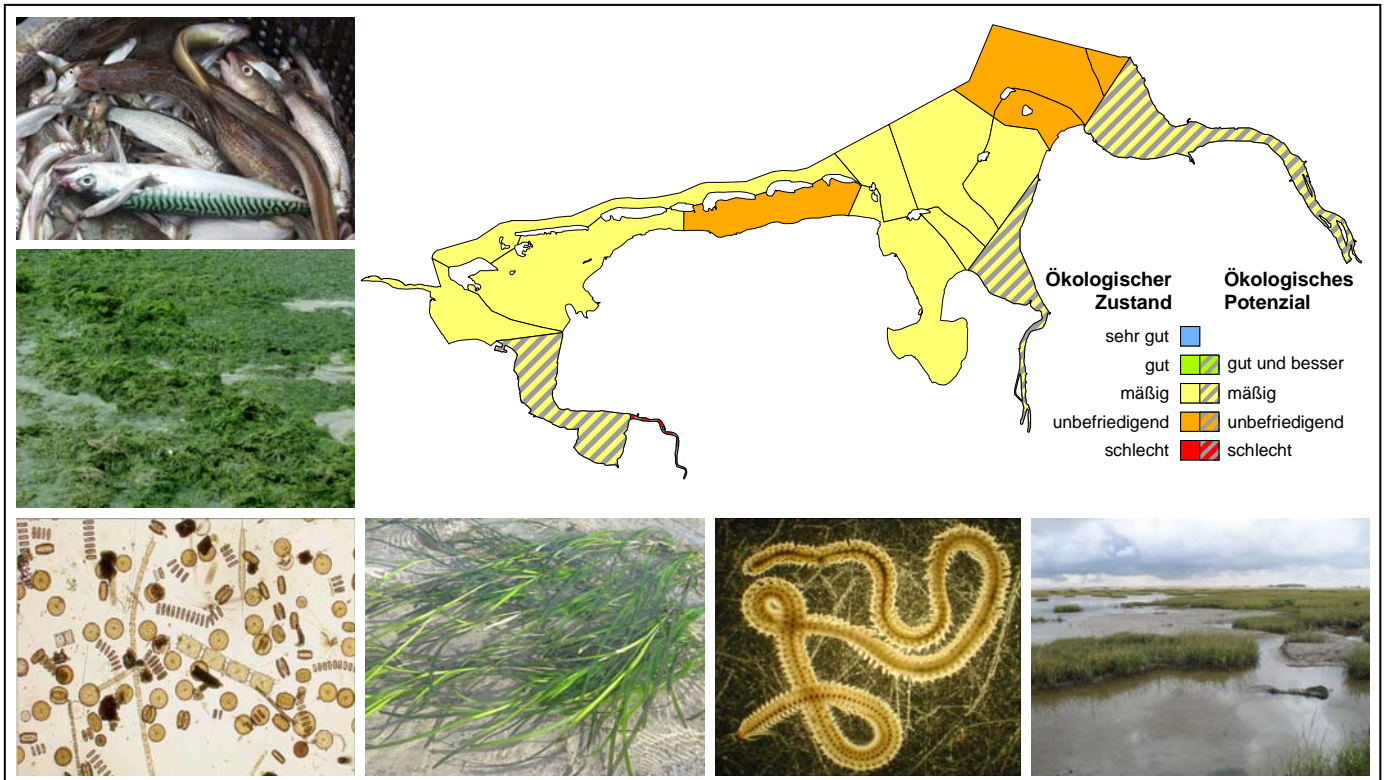 Ökologischer Zustand
Ökologisches Potenzial
sehr gut
gut
gut und besser
mäßig
mäßig
unbefriedigend
unbefriedigend
schlecht
schlecht